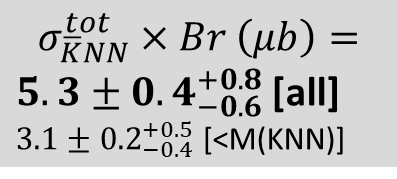 σ^{tot}_{K̅NN} × Br (μb) =
5.3 ± 0.4^{+0.8}_{−0.6} [all]
3.1 ± 0.2^{+0.5}_{−0.4} [<M(KNN)]